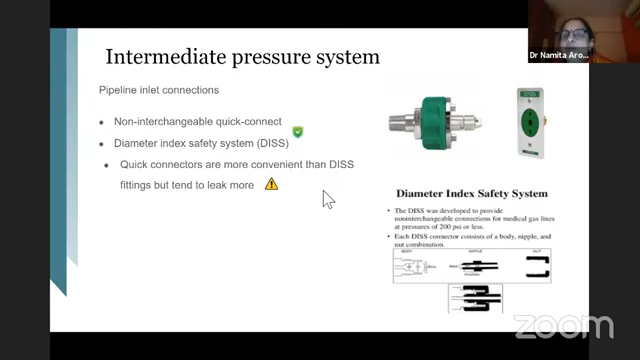 Intermediate pressure system
Dr Namita Aro...
Pipeline inlet connections
Non-interchangeable quick-connect
Diameter index safety system (DISS)
Quick connectors are more convenient than DISS
fittings but tend to leak more
Diameter Index Safety System
The DISS was developed to provide
noninterchangeable connections for medical gas lines
at pressures of 200 psi or less.
Each DISS connector consists of a body, nipple, and
nut combination.
BODY NIPPLE NUT
zoom